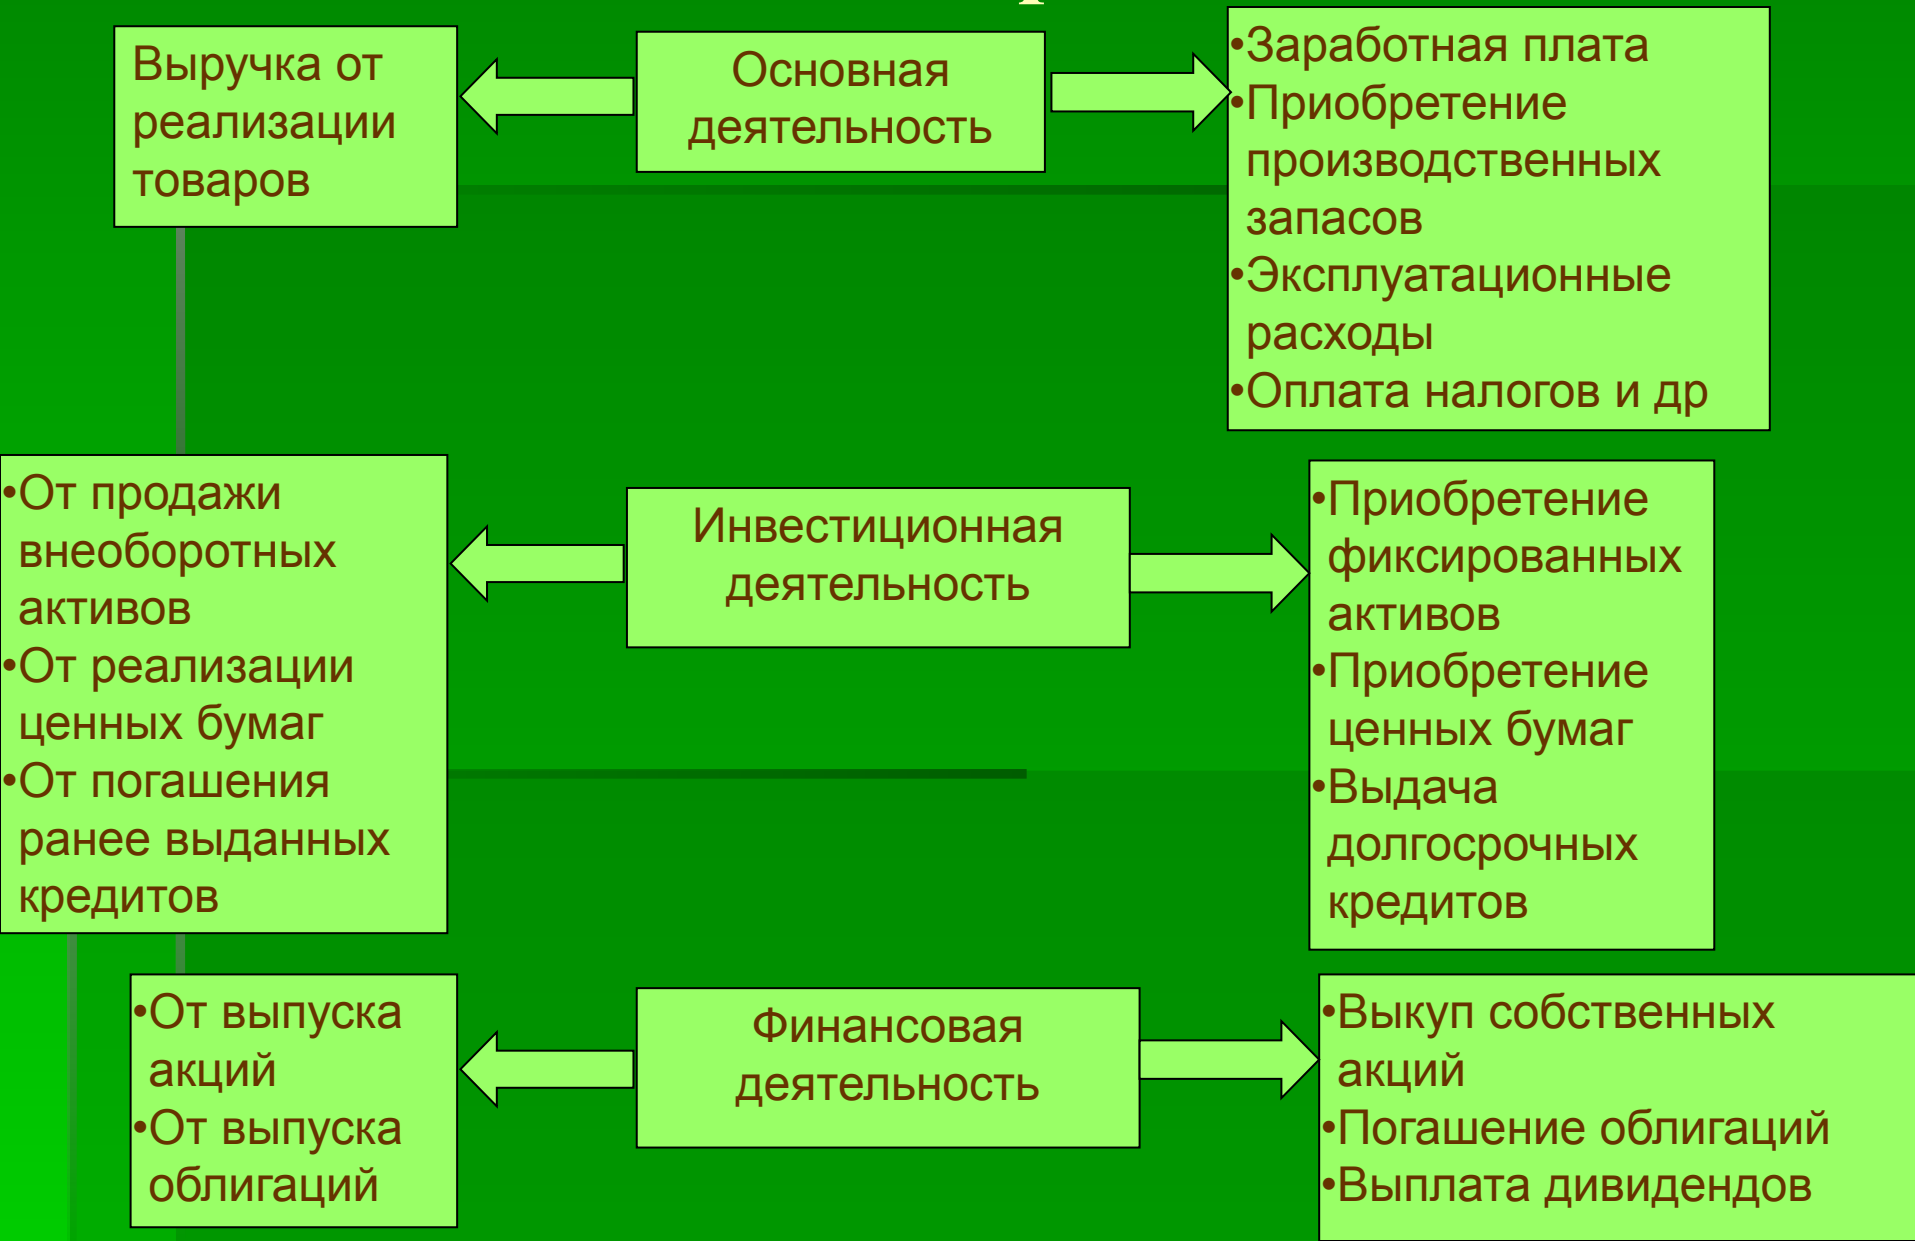 Выручка от
реализации
товаров
Основная
деятельность
•Заработная плата
•Приобретение
производственных
запасов
•Эксплуатационные
расходы
•Оплата налогов и др
•От продажи
внеоборотных
активов
•От реализации
ценных бумаг
•От погашения
ранее выданных
кредитов
Инвестиционная
деятельность
•Приобретение
фиксированных
активов
•Приобретение
ценных бумаг
•Выдача
долгосрочных
кредитов
•От выпуска
акций
•От выпуска
облигаций
Финансовая
деятельность
•Выкуп собственных
акций
•Погашение облигаций
•Выплата дивидендов